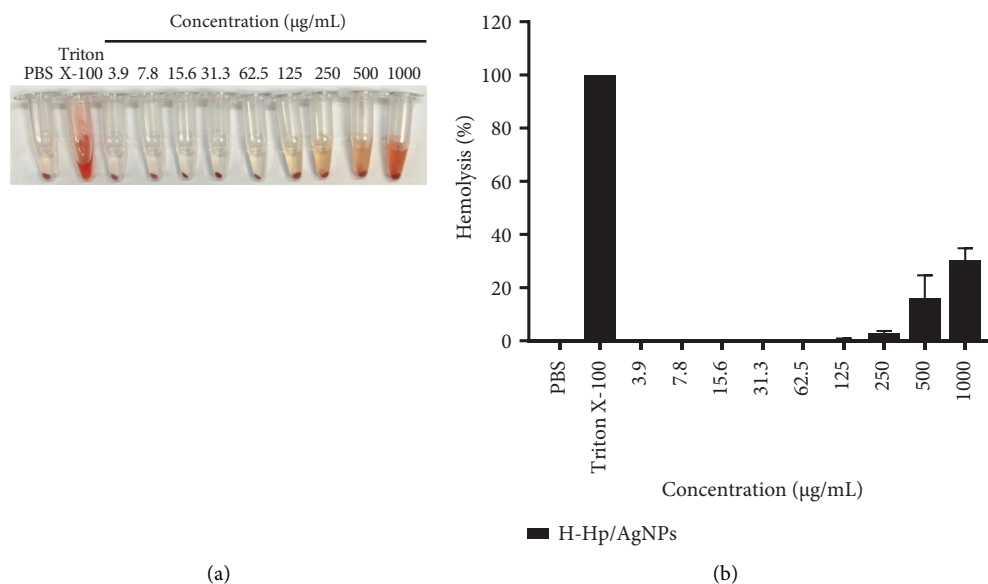 Concentration (μg/mL)
Triton
PBS X-100 3.9 7.8 15.6 31.3 62.5 125 250 500 1000
(a)
120
100
80
60
40
20
0
Hemolysis (%)
PBS
Triton X-100
3.9
7.8
15.6
31.3
62.5
125
250
500
1000
Concentration (μg/mL)
H-Hp/AgNPs
(b)